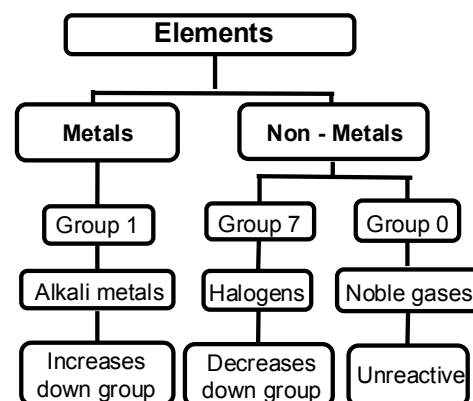 Elements
Metals
Non - Metals
Group 1
Group 7
Group 0
Alkali metals
Halogens
Noble gases
Increases
down group
Decreases
down group
Unreactive